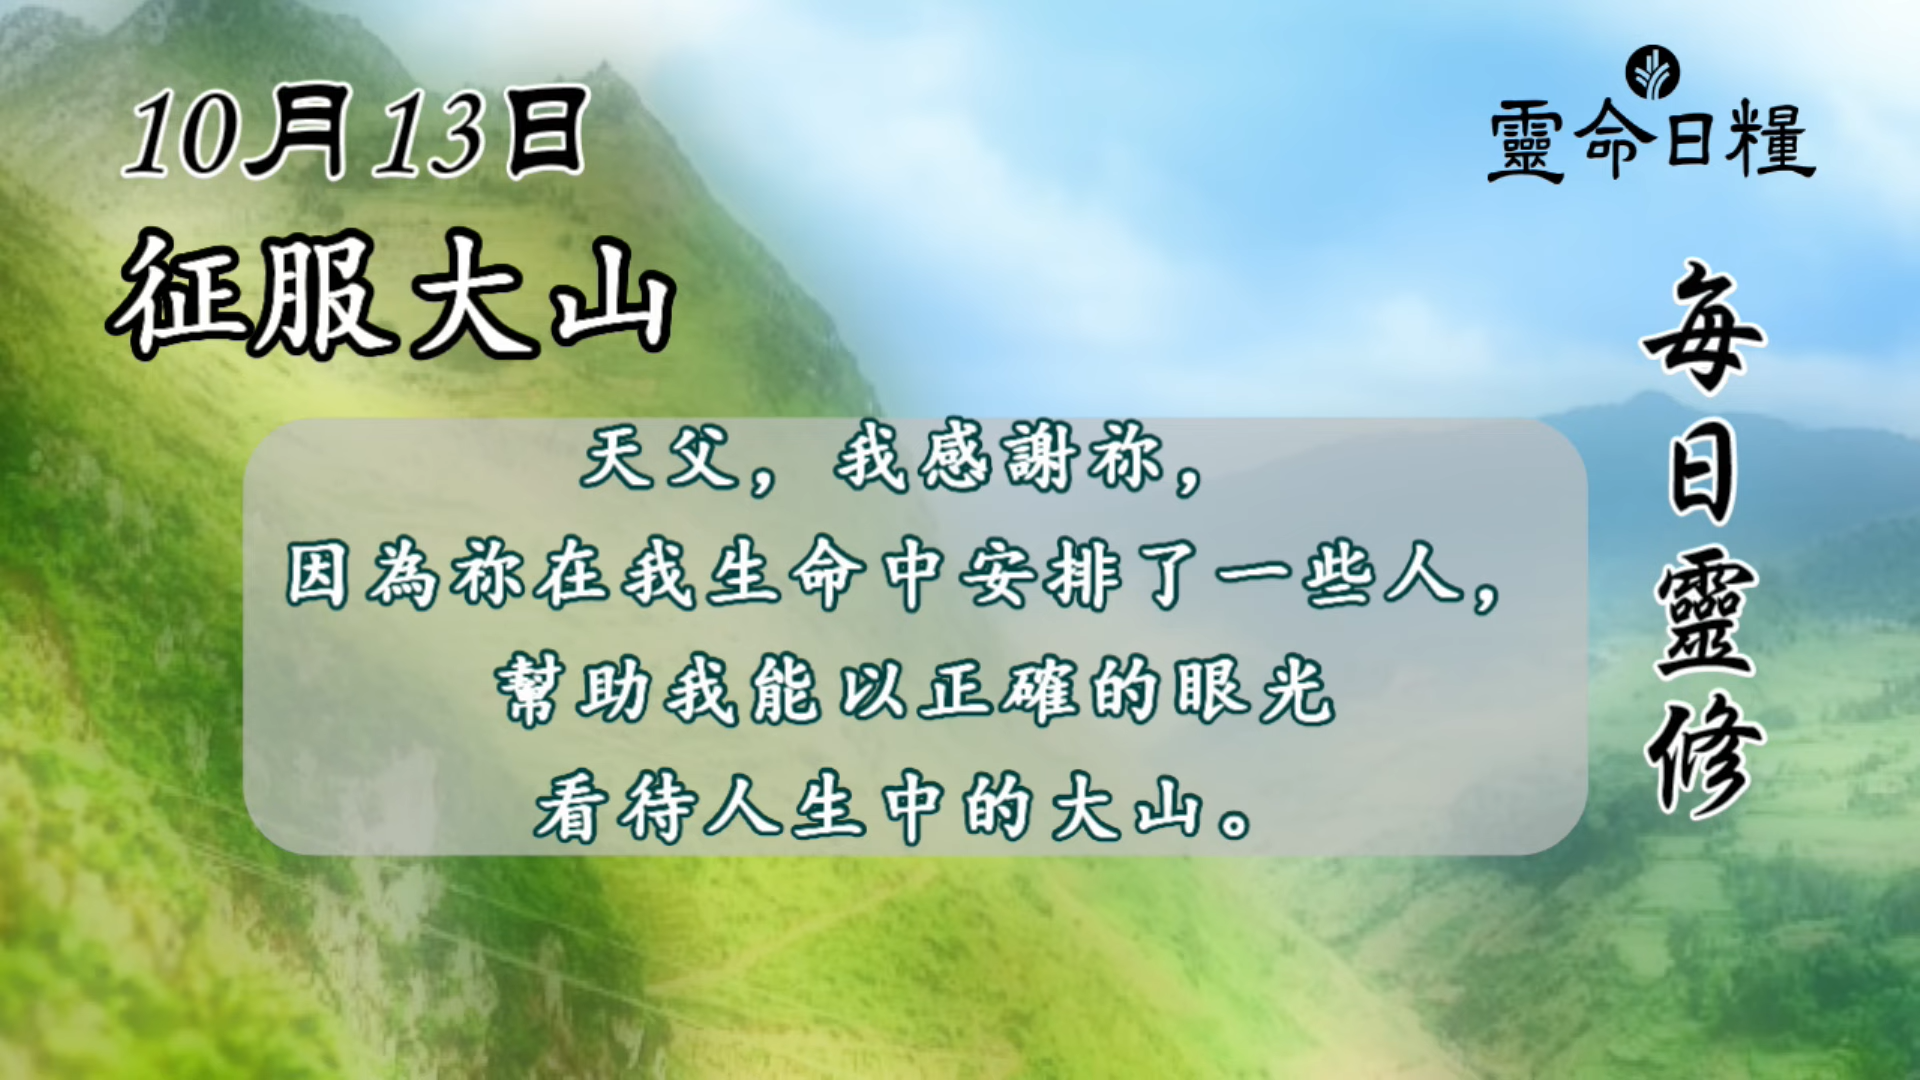 10月13日
靈命日糧
征服大山
每日靈修
天父，我感謝祢，
因為祢在我生命中安排了一些人，
幫助我能以正確的眼光
看待人生中的大山。